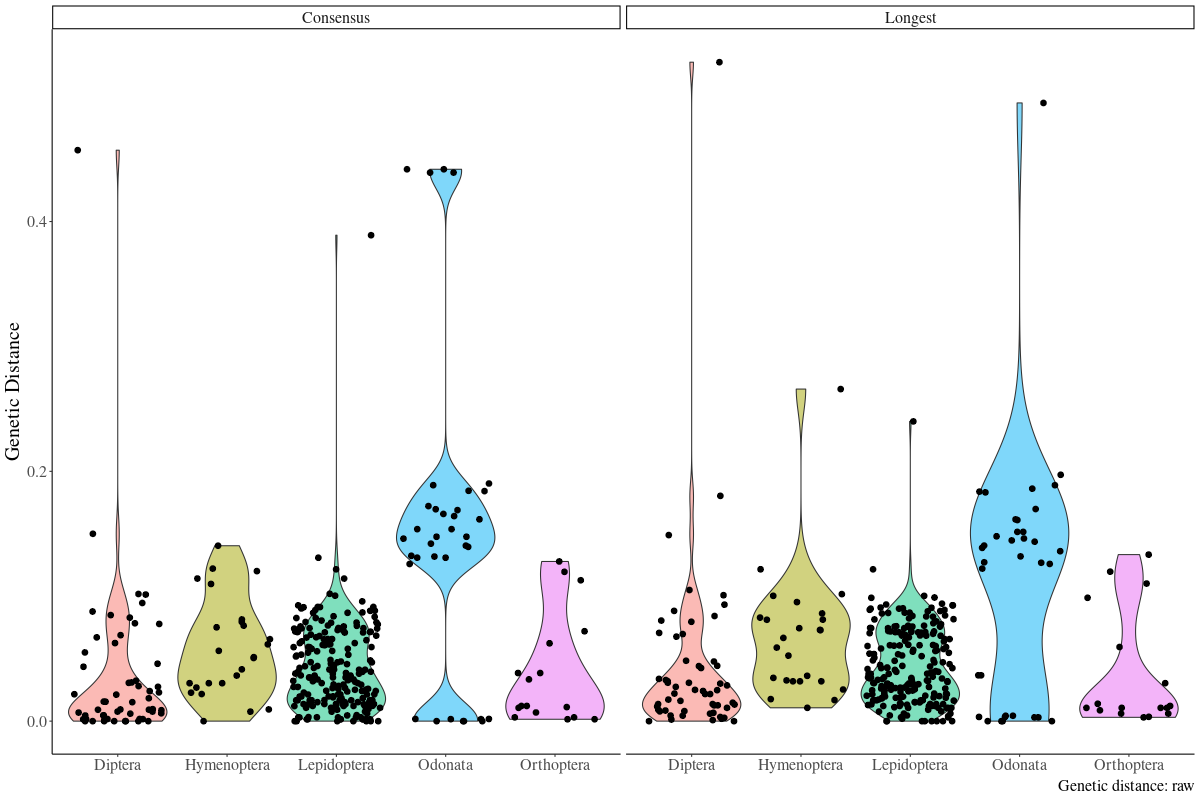 Consensus
Longest
Genetic Distance
0.4
0.2
0.0
Diptera
Hymenoptera
Lepidoptera
Odonata
Orthoptera
Diptera
Hymenoptera
Lepidoptera
Odonata
Orthoptera
Genetic distance: raw